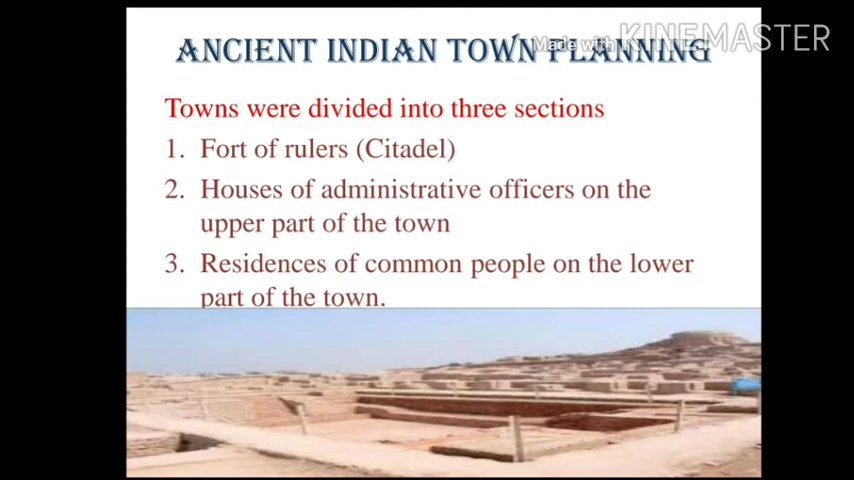 ANCIENT INDIAN TOWN PLANNING
Made with KINEMASTER
Towns were divided into three sections
1. Fort of rulers (Citadel)
2. Houses of administrative officers on the
upper part of the town
3. Residences of common people on the lower
part of the town.